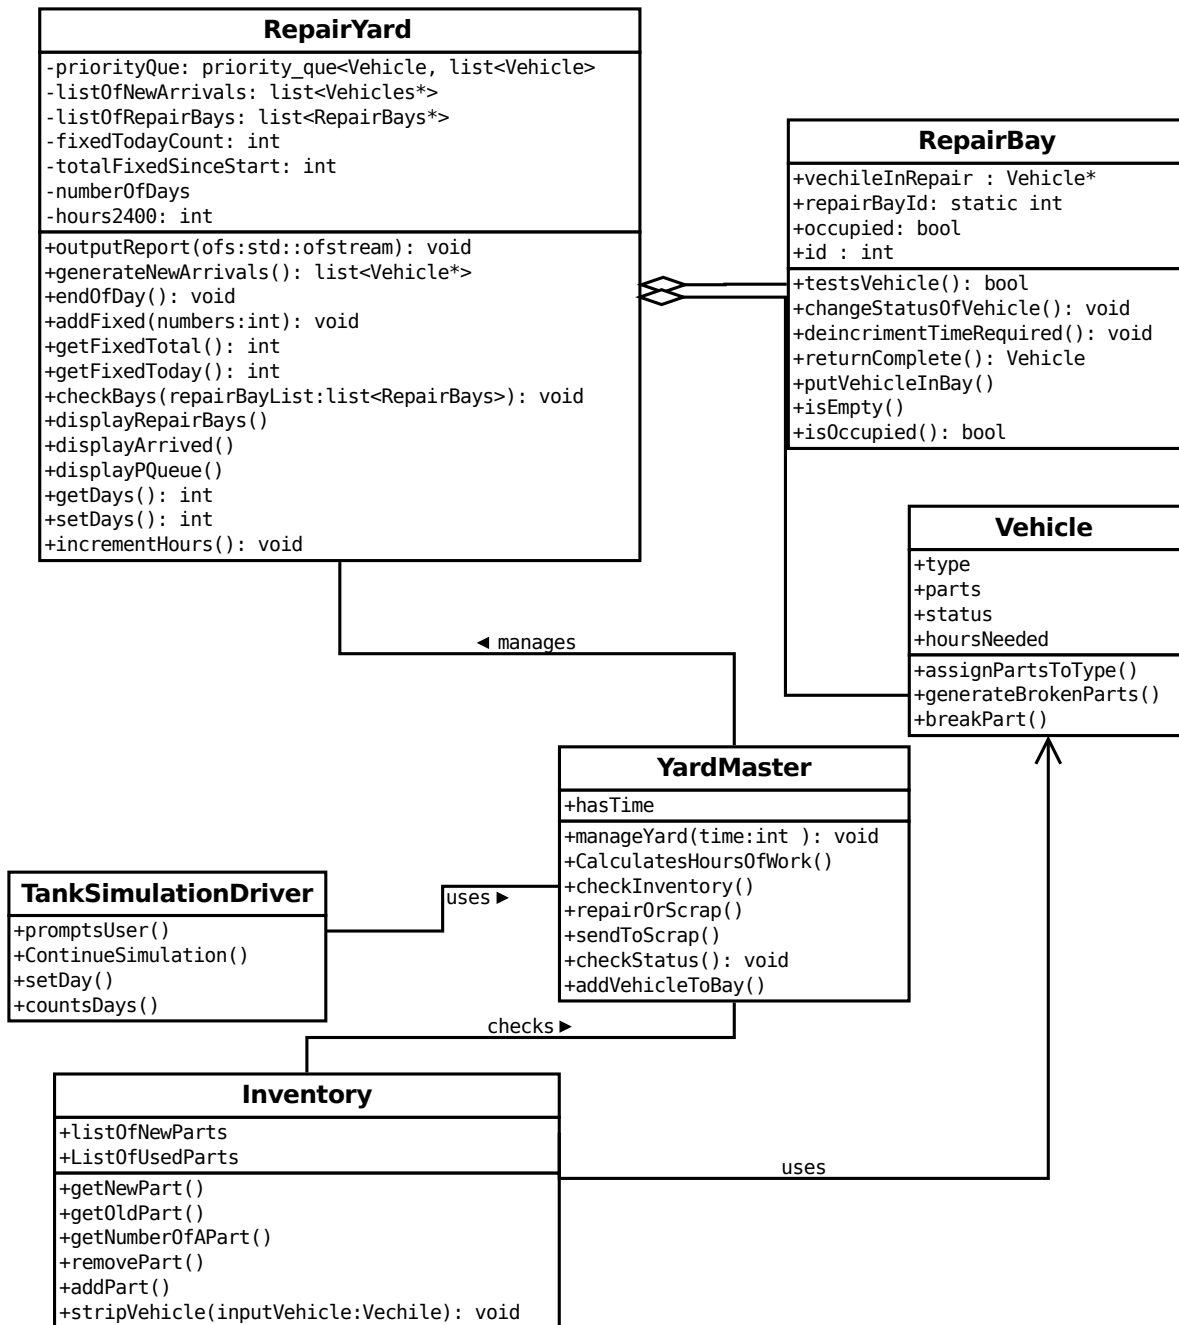 RepairYard
-priorityQue: priority_que<Vehicle, list<Vehicle>
-listOfNewArrivals: list<Vehicles*>
-listOfRepairBays: list<RepairBays*>
-fixedTodayCount: int
-totalFixedSinceStart: int
-numberOfDays
-hours2400: int
+outputReport(ofs:std::ofstream): void
+generateNewArrivals(): list<Vehicle*>
+endOfDay(): void
+addFixed(numbers:int): void
+getFixedTotal(): int
+getFixedToday(): int
+checkBays(repairBayList:list<RepairBays>): void
+displayRepairBays()
+displayArrived()
+displayPQueue()
+getDays(): int
+setDays(): int
+incrementHours(): void
RepairBay
+vechileInRepair : Vehicle*
+repairBayId: static int
+occupied: bool
+id : int
+testsVehicle(): bool
+changeStatusOfVehicle(): void
+deincrimentTimeRequired(): void
+returnComplete(): Vehicle
+putVehicleInBay()
+isEmpty()
+isOccupied(): bool
Vehicle
+type
+parts
+status
+hoursNeeded
+assignPartsToType()
+generateBrokenParts()
+breakPart()
◄ manages
YardMaster
+hasTime
+manageYard(time:int ): void
+CalculatesHoursOfWork()
+checkInventory()
+repairOrScrap()
+sendToScrap()
+checkStatus(): void
+addVehicleToBay()
TankSimulationDriver
+promptsUser()
+ContinueSimulation()
+setDay()
+countsDays()
uses ►
checks ►
Inventory
+listOfNewParts
+ListOfUsedParts
+getNewPart()
+getOldPart()
+getNumberOfAPart()
+removePart()
+addPart()
+stripVehicle(inputVehicle:Vechile): void
uses